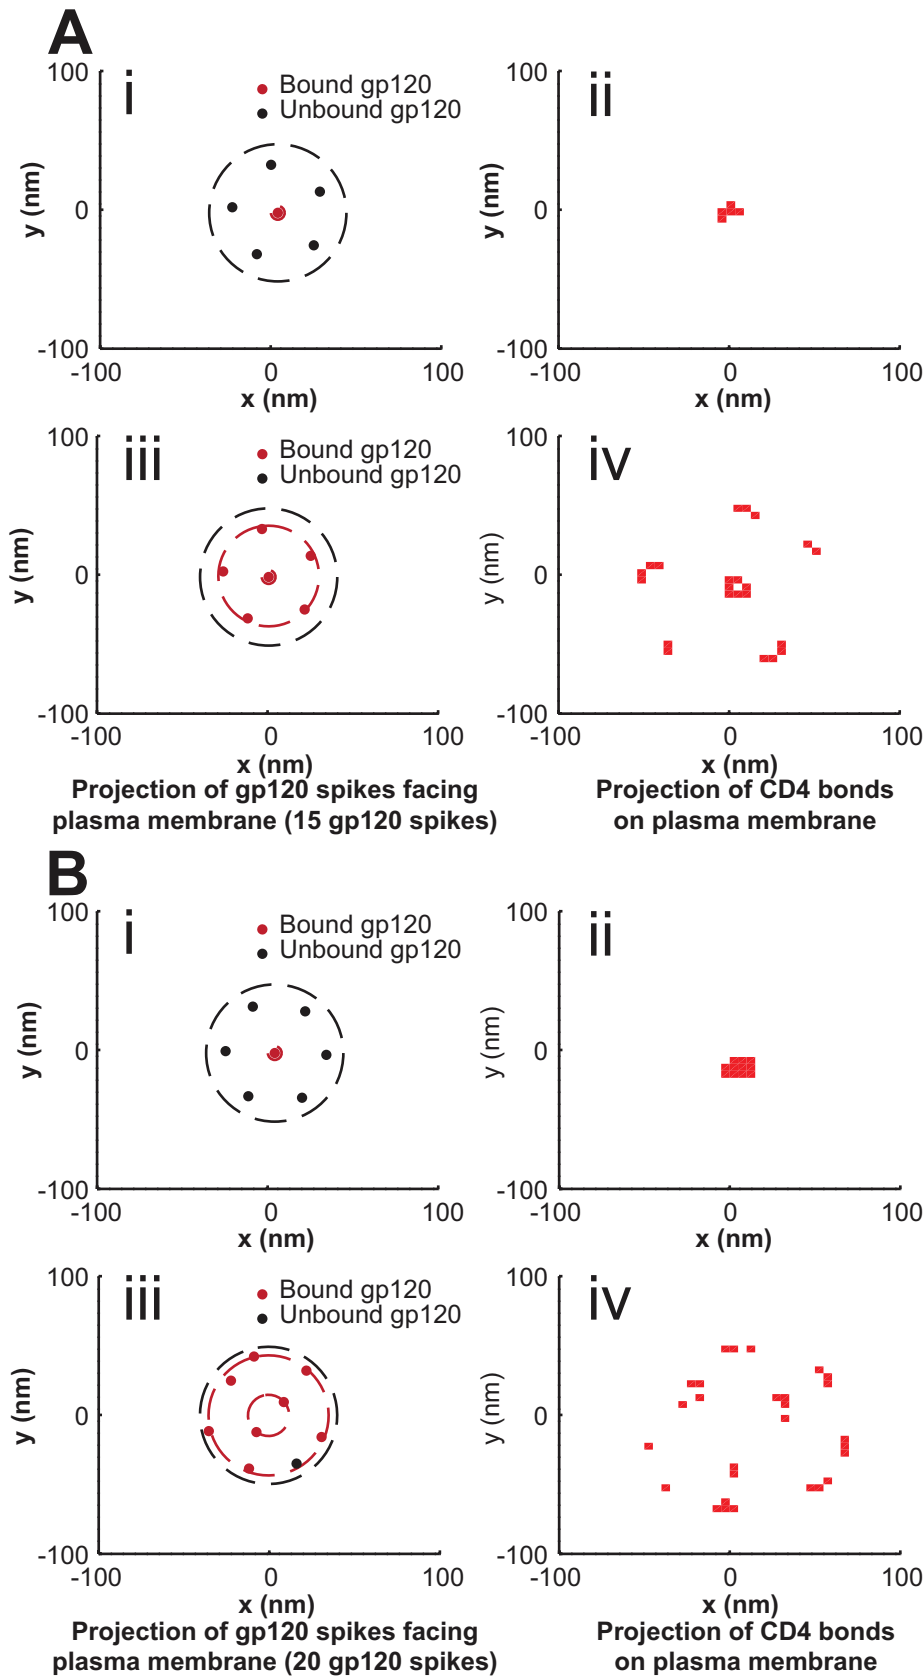 A
i
Bound gp120
Unbound gp120
100
0
-100
y (nm)
-100 0 100
x (nm)
ii
100
0
-100
y (nm)
-100 0 100
x (nm)
iii
Bound gp120
Unbound gp120
100
0
-100
y (nm)
-100 0 100
x (nm)
Projection of gp120 spikes facing
plasma membrane (15 gp120 spikes)
iv
100
0
-100
y (nm)
-100 0 100
x (nm)
Projection of CD4 bonds
on plasma membrane
B
i
Bound gp120
Unbound gp120
100
0
-100
y (nm)
-100 0 100
x (nm)
ii
100
0
-100
y (nm)
-100 0 100
x (nm)
iii
Bound gp120
Unbound gp120
100
0
-100
y (nm)
-100 0 100
x (nm)
Projection of gp120 spikes facing
plasma membrane (20 gp120 spikes)
iv
100
0
-100
y (nm)
-100 0 100
x (nm)
Projection of CD4 bonds
on plasma membrane